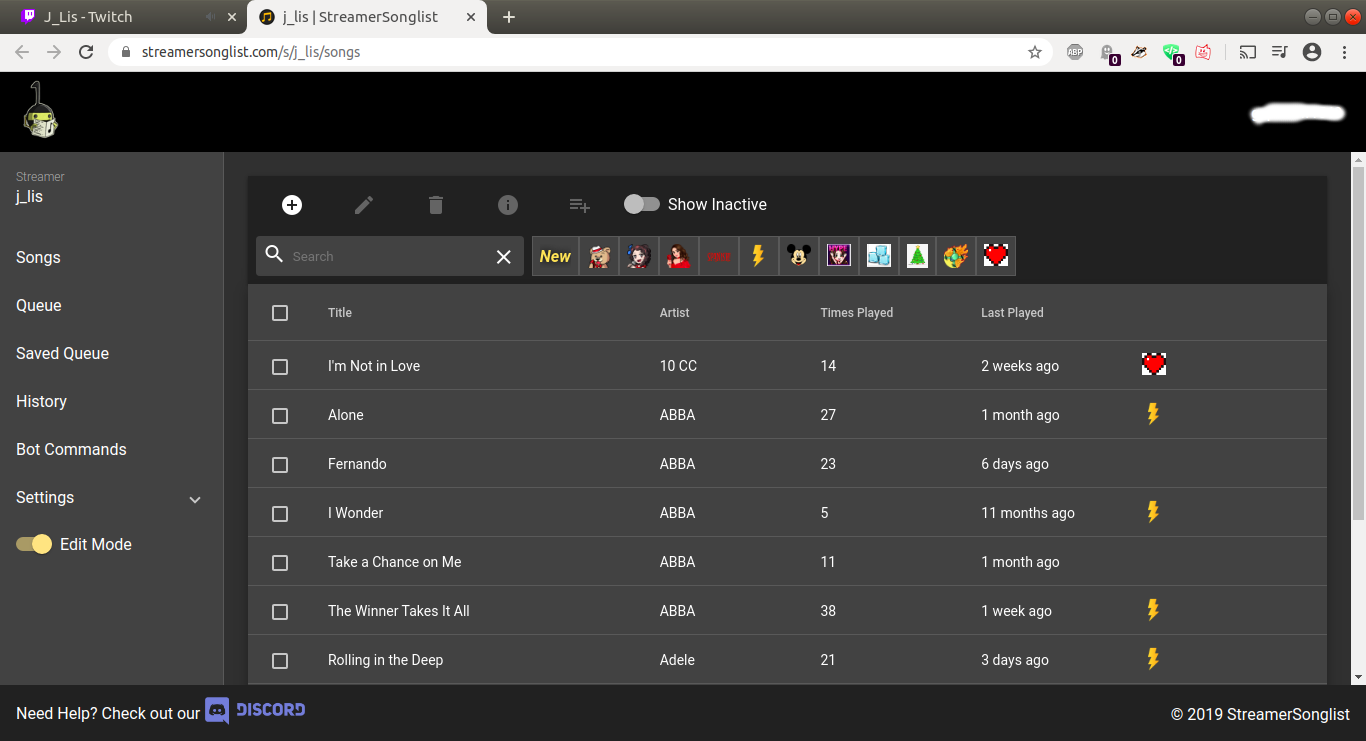 J_Lis - Twitch
j_lis | StreamerSonglist
streamersonglist.com/s/j_lis/songs
ABP
0
0
Streamer
j_lis
Songs
Queue
Saved Queue
History
Bot Commands
Settings
Edit Mode
Show Inactive
Search
New
HYPE
Title Artist Times Played Last Played
I'm Not in Love 10 CC 14 2 weeks ago
Alone ABBA 27 1 month ago
Fernando ABBA 23 6 days ago
I Wonder ABBA 5 11 months ago
Take a Chance on Me ABBA 11 1 month ago
The Winner Takes It All ABBA 38 1 week ago
Rolling in the Deep Adele 21 3 days ago
Need Help? Check out our DISCORD
© 2019 StreamerSonglist